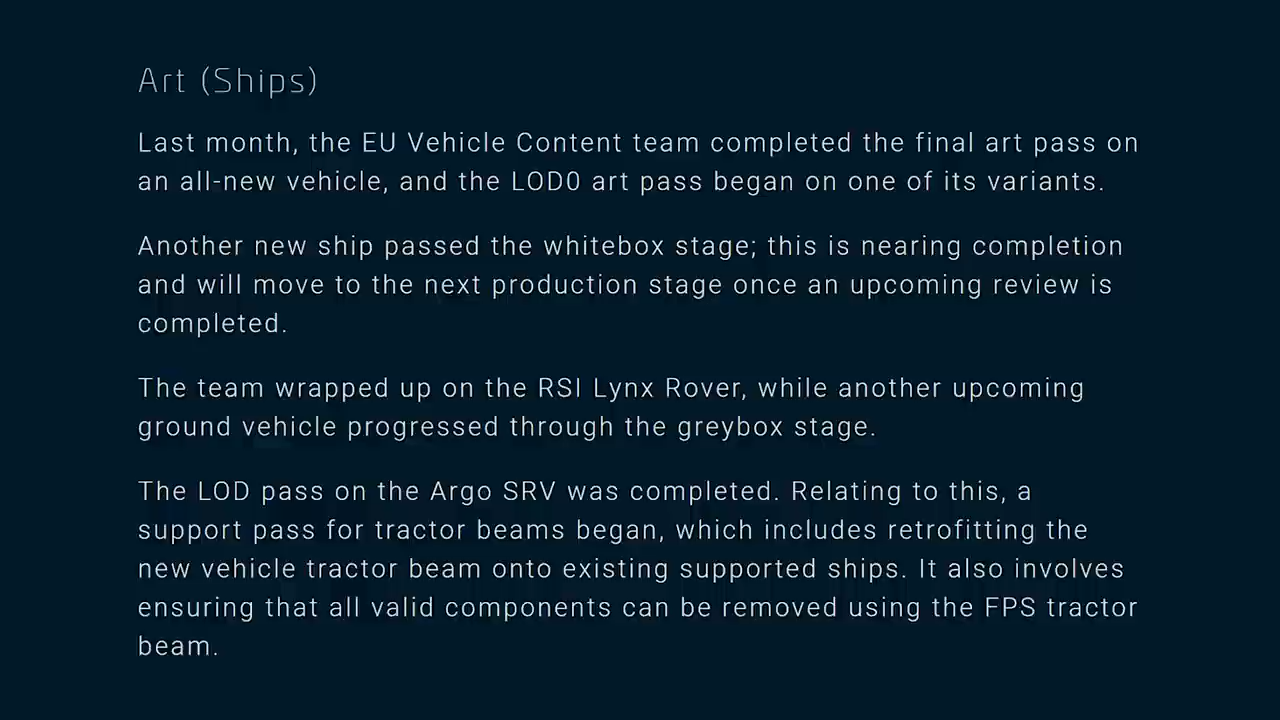 Art (Ships)
Last month, the EU Vehicle Content team completed the final art pass on
an all-new vehicle, and the LOD0 art pass began on one of its variants.
Another new ship passed the whitebox stage; this is nearing completion
and will move to the next production stage once an upcoming review is
completed.
The team wrapped up on the RSI Lynx Rover, while another upcoming
ground vehicle progressed through the greybox stage.
The LOD pass on the Argo SRV was completed. Relating to this, a
support pass for tractor beams began, which includes retrofitting the
new vehicle tractor beam onto existing supported ships. It also involves
ensuring that all valid components can be removed using the FPS tractor
beam.